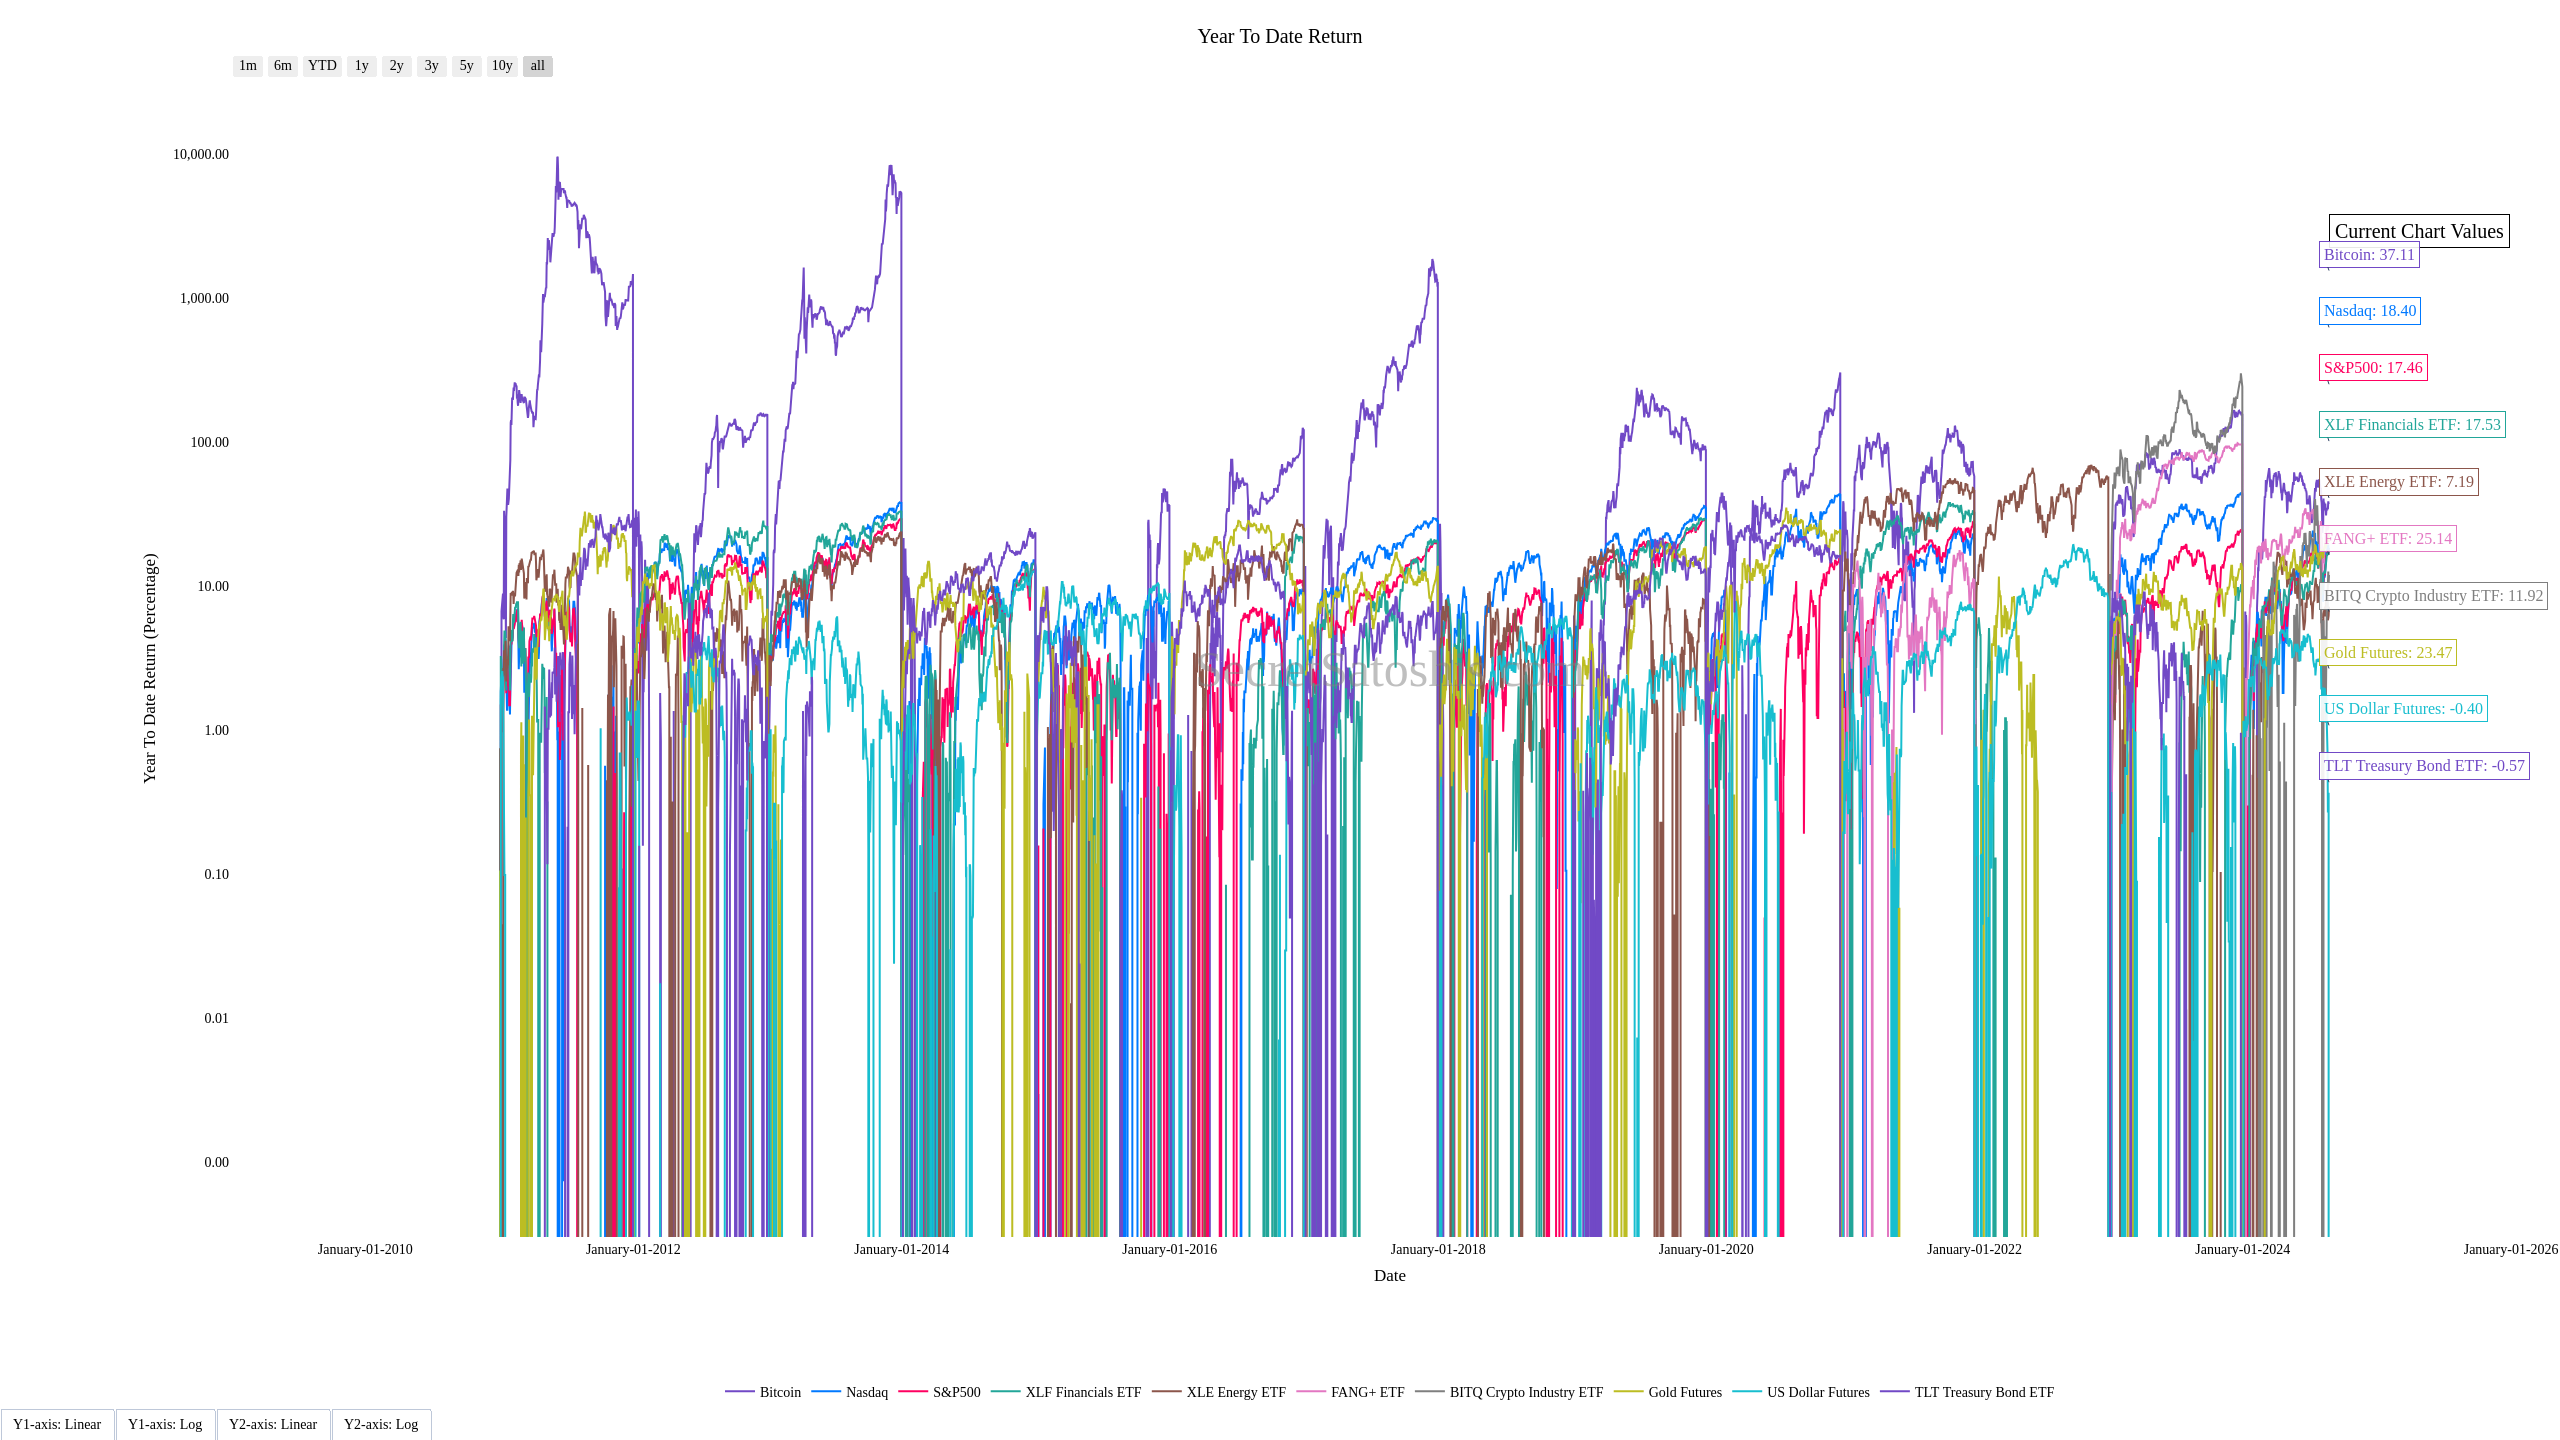 Year To Date Return
1m 6m YTD 1y 2y 3y 5y 10y all
10,000.00
1,000.00
100.00
10.00
1.00
0.10
0.01
0.00
Year To Date Return (Percentage)
Current Chart Values
Bitcoin: 37.11
Nasdaq: 18.40
S&P500: 17.46
XLF Financials ETF: 17.53
XLE Energy ETF: 7.19
FANG+ ETF: 25.14
BITQ Crypto Industry ETF: 11.92
Gold Futures: 23.47
US Dollar Futures: -0.40
TLT Treasury Bond ETF: -0.57
SecretSatoshis.com
January-01-2010 January-01-2012 January-01-2014 January-01-2016 January-01-2018 January-01-2020 January-01-2022 January-01-2024 January-01-2026
Date
Bitcoin Nasdaq S&P500 XLF Financials ETF XLE Energy ETF FANG+ ETF BITQ Crypto Industry ETF Gold Futures US Dollar Futures TLT Treasury Bond ETF
Y1-axis: Linear Y1-axis: Log Y2-axis: Linear Y2-axis: Log